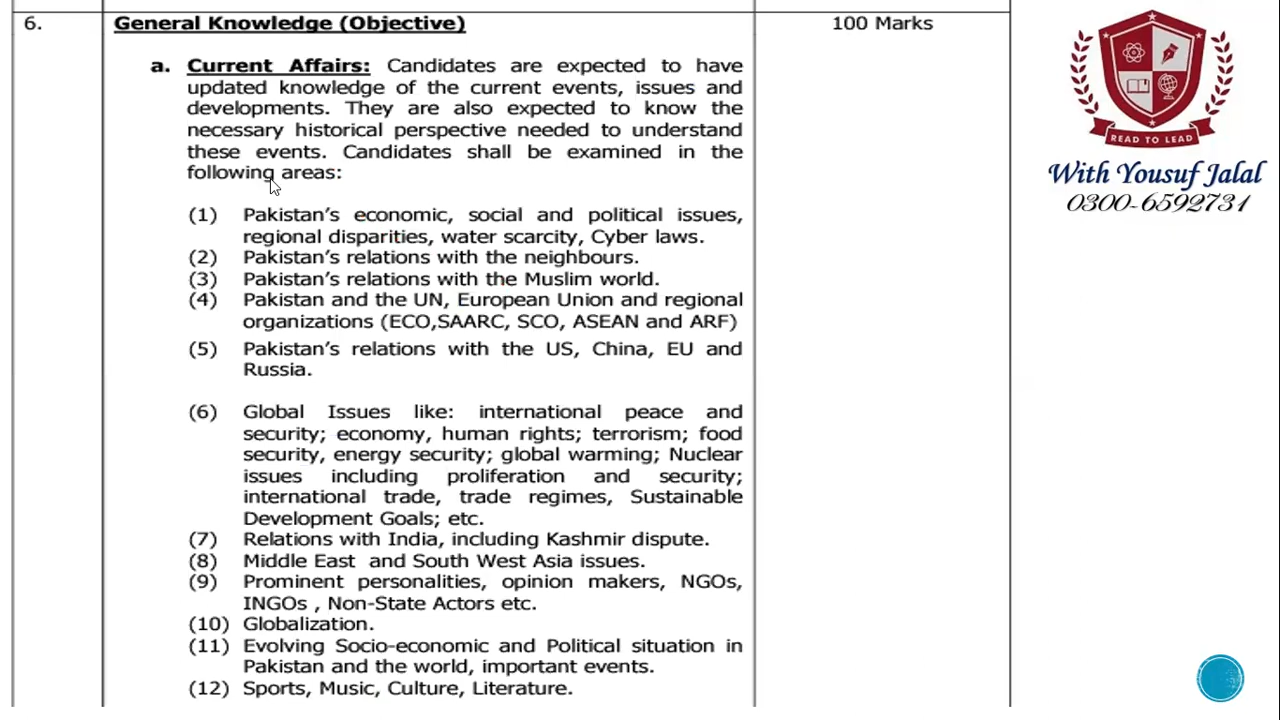 6.
General Knowledge (Objective)
100 Marks
a. Current Affairs: Candidates are expected to have
updated knowledge of the current events, issues and
developments. They are also expected to know the
necessary historical perspective needed to understand
these events. Candidates shall be examined in the
following areas:
(1) Pakistan's economic, social and political issues,
regional disparities, water scarcity, Cyber laws.
(2) Pakistan's relations with the neighbours.
(3) Pakistan's relations with the Muslim world.
(4) Pakistan and the UN, European Union and regional
organizations (ECO,SAARC, SCO, ASEAN and ARF)
(5) Pakistan's relations with the US, China, EU and
Russia.
(6) Global Issues like: international peace and
security; economy, human rights; terrorism; food
security, energy security; global warming; Nuclear
issues including proliferation and security;
international trade, trade regimes, Sustainable
Development Goals; etc.
(7) Relations with India, including Kashmir dispute.
(8) Middle East and South West Asia issues.
(9) Prominent personalities, opinion makers, NGOs,
INGOs , Non-State Actors etc.
(10) Globalization.
(11) Evolving Socio-economic and Political situation in
Pakistan and the world, important events.
(12) Sports, Music, Culture, Literature.
READ TO LEAD
With Yousuf Jalal
0300-6592731